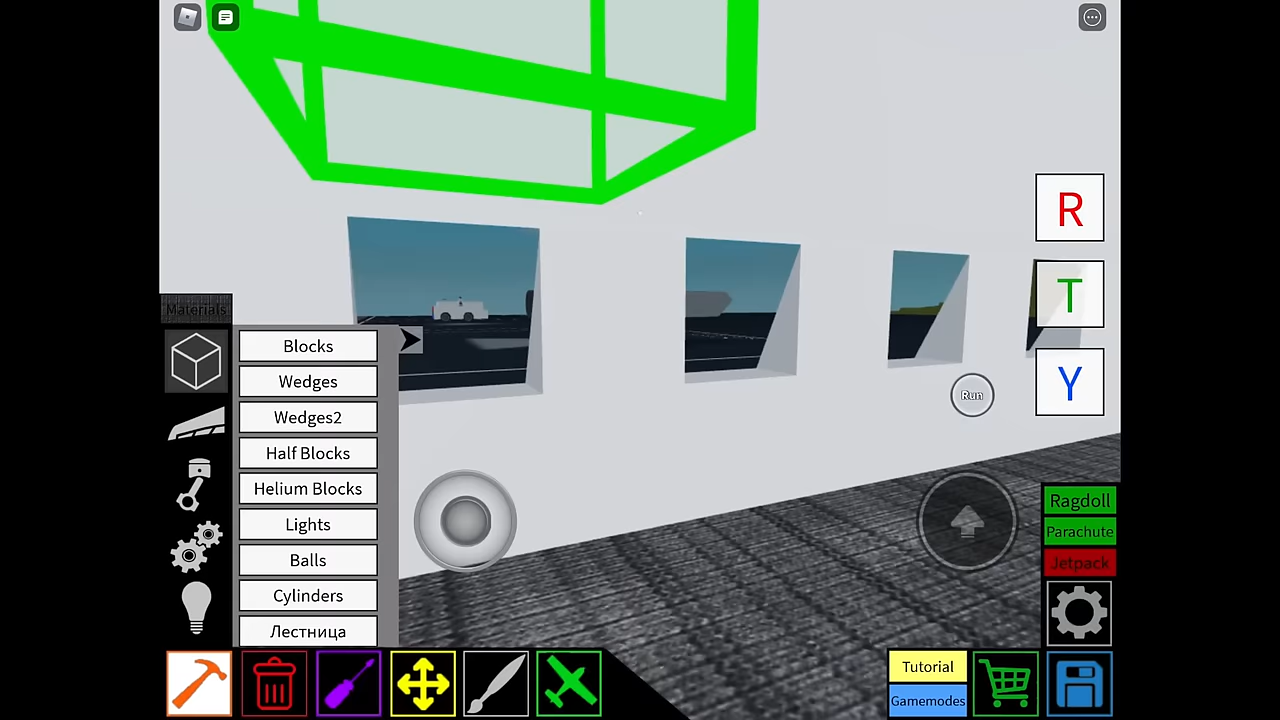 R
Materials
T
Blocks
Y
Wedges
Run
Wedges2
Half Blocks
Helium Blocks
Ragdoll
Lights
Parachute
Balls
Jetpack
Cylinders
Лестница
Tutorial
Gamemodes